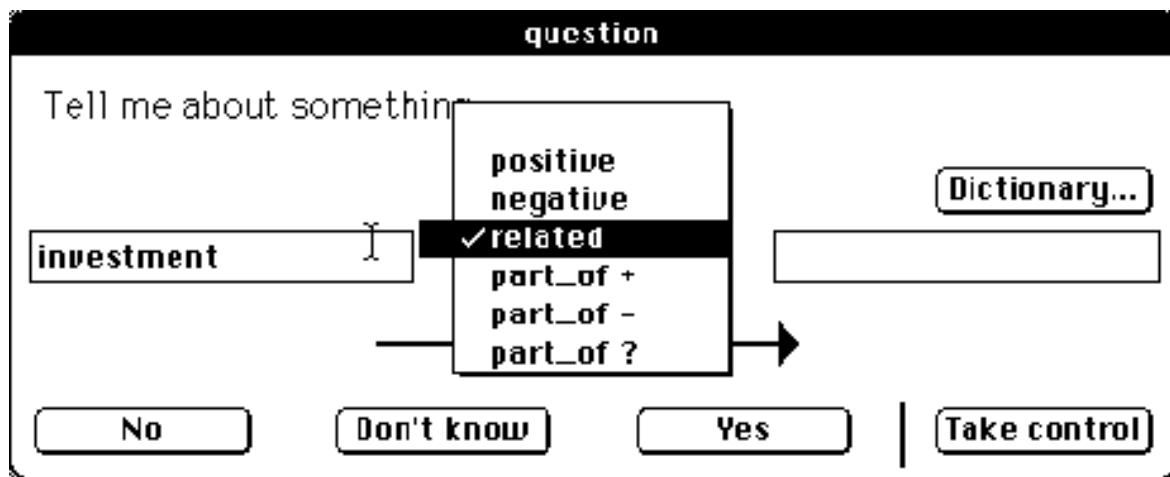 question
Tell me about something
positive
negative
Dictionary...
✓related
investment
part_of +
part_of -
part_of ?
No
Don't know
Yes
Take control